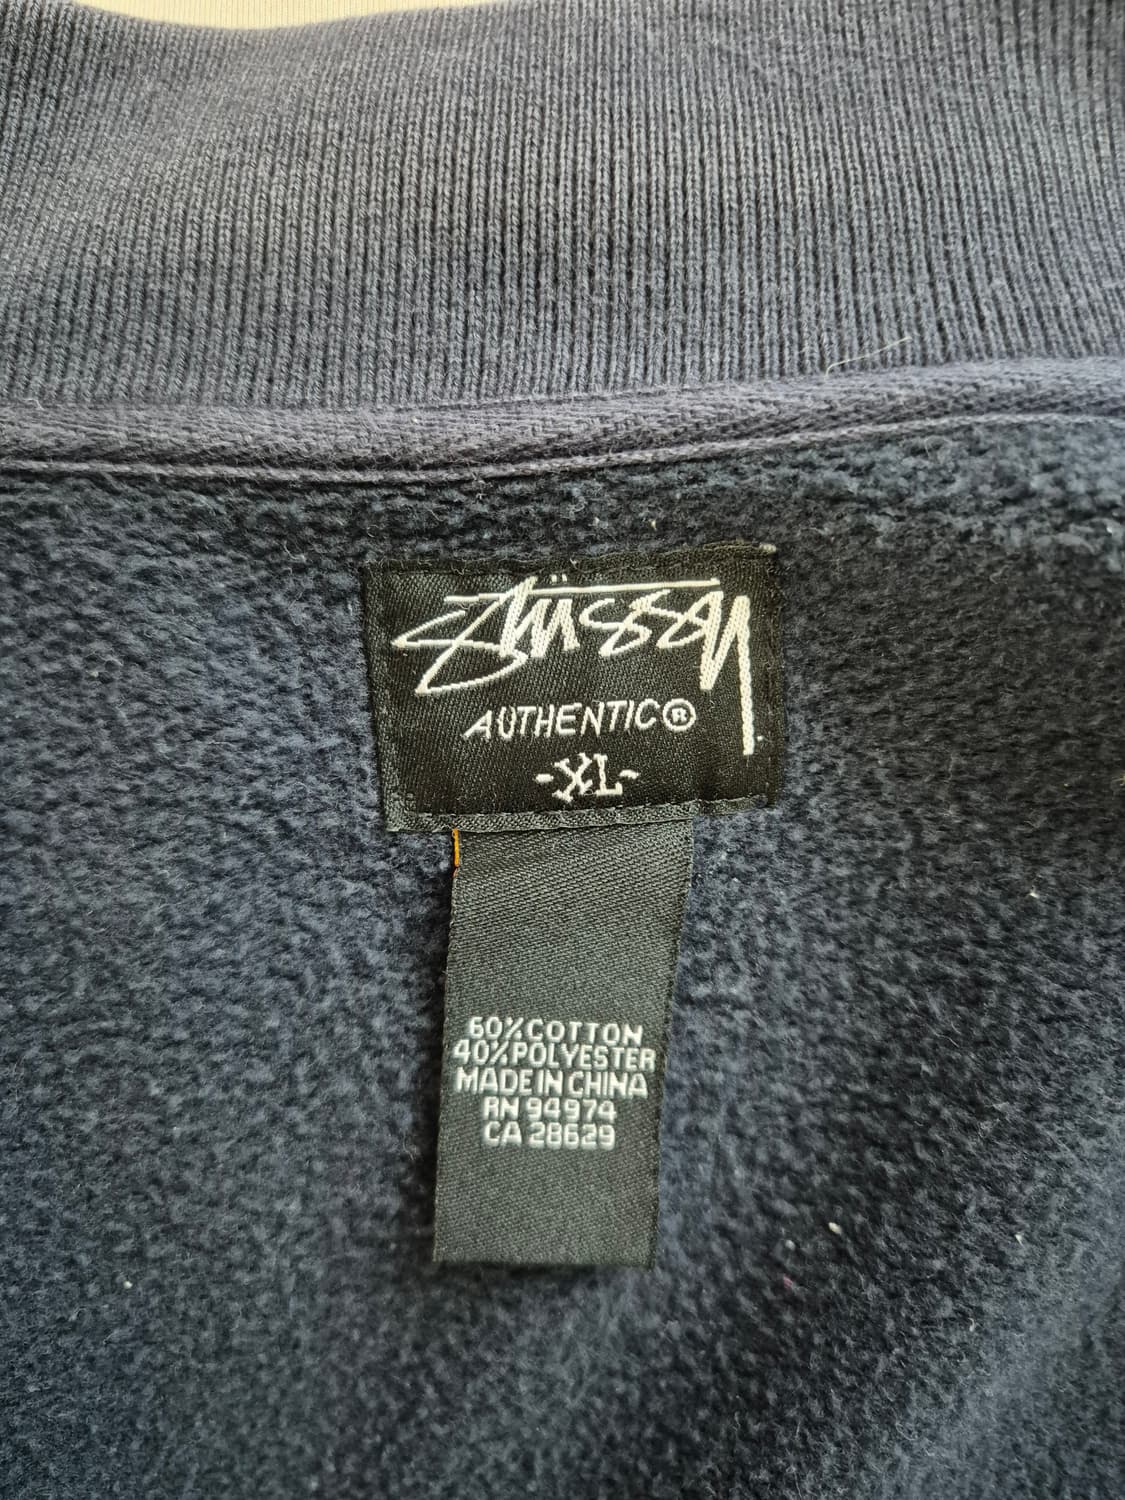 Stüssy
AUTHENTIC®
-XL-
60%COTTON
40%POLYESTER
MADE IN CHINA
RN 94974
CA 28629